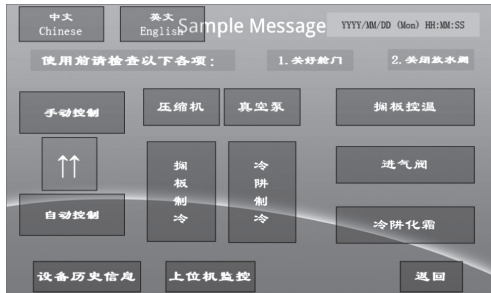 中文
Chinese
英文
English
Sample Message
YYYY/MM/DD (Mon) HH:MM:SS
使用前请检查以下各项：
1.关好舱门
2.关闭放水阀
手动控制
压缩机
真空泵
搁板控温
↑↑
搁板制冷
冷阱制冷
进气阀
自动控制
冷阱化霜
设备历史信息
上位机监控
返回